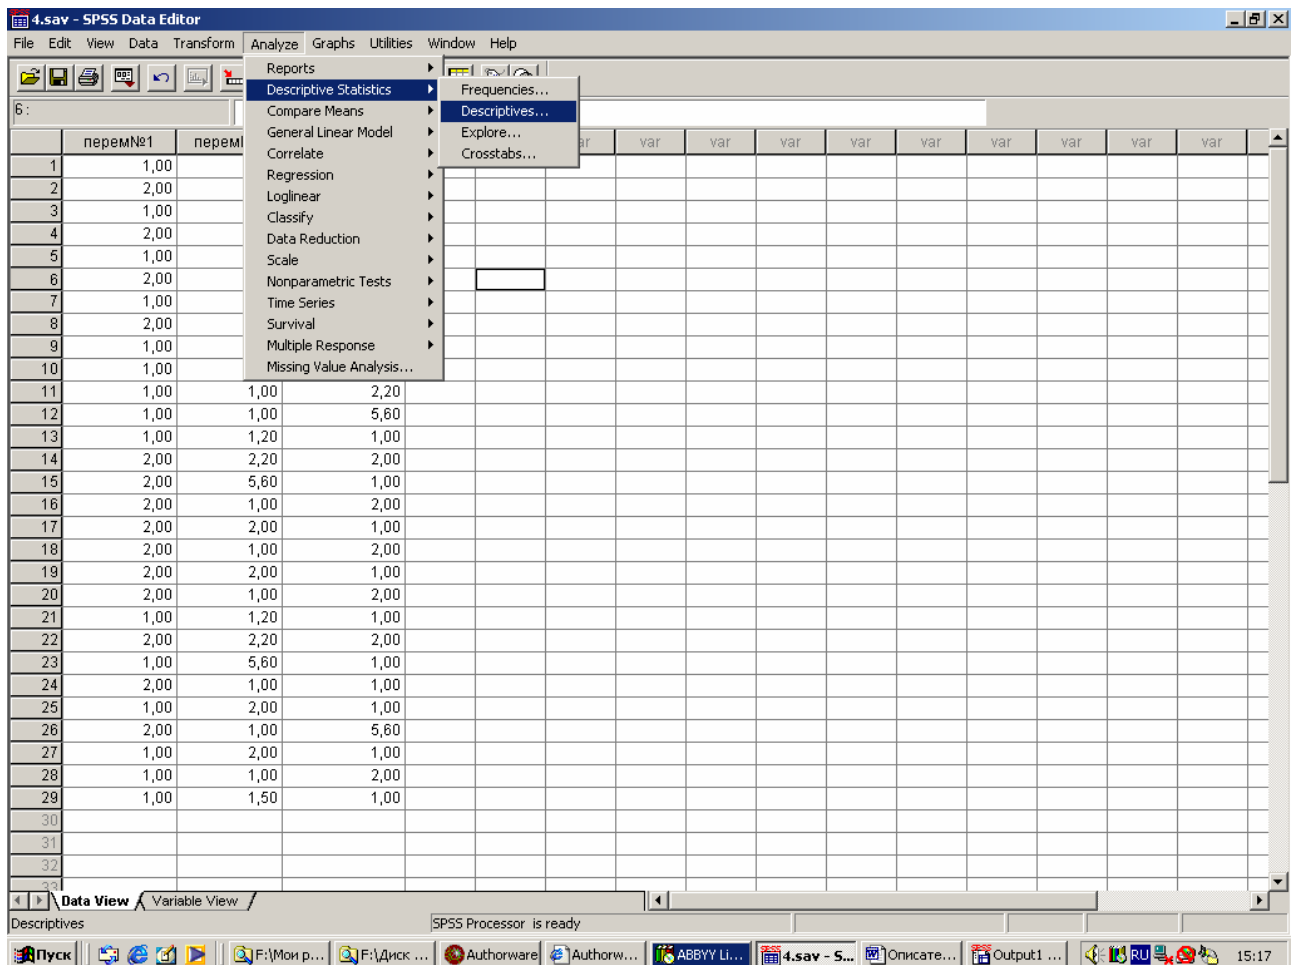 4.sav - SPSS Data Editor
File Edit View Data Transform Analyze Graphs Utilities Window Help
Reports
Descriptive Statistics
Compare Means
General Linear Model
Correlate
Regression
Loglinear
Classify
Data Reduction
Scale
Nonparametric Tests
Time Series
Survival
Multiple Response
Missing Value Analysis...
Frequencies...
Descriptives...
Explore...
Crosstabs...
6 :
перем№1 перем var var var var var var var var var
1 1,00
2 2,00
3 1,00
4 2,00
5 1,00
6 2,00
7 1,00
8 2,00
9 1,00
10 1,00
11 1,00 1,00 2,20
12 1,00 1,00 5,60
13 1,00 1,20 1,00
14 2,00 2,20 2,00
15 2,00 5,60 1,00
16 2,00 1,00 2,00
17 2,00 2,00 1,00
18 2,00 1,00 2,00
19 2,00 2,00 1,00
20 2,00 1,00 2,00
21 1,00 1,20 1,00
22 2,00 2,20 2,00
23 1,00 5,60 1,00
24 2,00 1,00 1,00
25 1,00 2,00 1,00
26 2,00 1,00 5,60
27 1,00 2,00 1,00
28 1,00 1,00 2,00
29 1,00 1,50 1,00
30
31
32
33
Data View Variable View
Descriptives SPSS Processor is ready
Пуск F:\Мои р... F:\Диск ... Authorware Authorw... ABBYY Li... 4.sav - S... Описате... Output1 ... RU 15:17